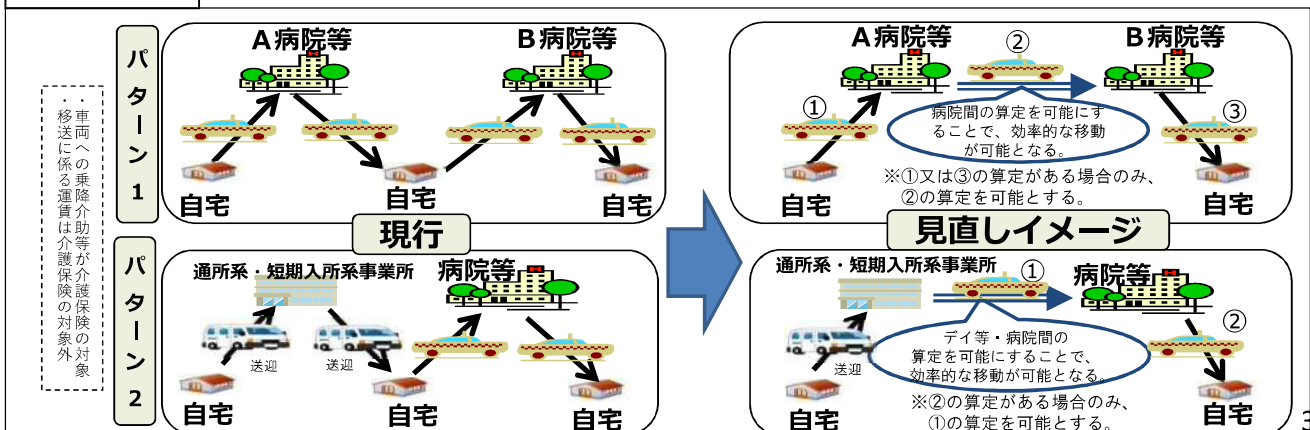 ・車両への乗降介助等が介護保険の対象
・移送に係る運賃は介護保険の対象外
パターン1
A病院等
B病院等
自宅
自宅
自宅
現行
パターン2
通所系・短期入所系事業所
病院等
送迎
送迎
自宅
自宅
自宅
A病院等
②
B病院等
①
病院間の算定を可能にす
ることで、効率的な移動
が可能となる。
③
※①又は③の算定がある場合のみ、
②の算定を可能とする。
自宅
自宅
見直しイメージ
通所系・短期入所系事業所
①
病院等
デイ等・病院間の
算定を可能にすることで、
効率的な移動が可能となる。
②
送迎
※②の算定がある場合のみ、
①の算定を可能とする。
自宅
自宅